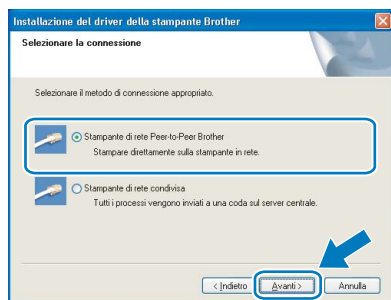 Installazione del driver della stampante Brother
Selezionare la connessione
Selezionare il metodo di connessione appropriato.
Stampante di rete Peer-to-Peer Brother
Stampare direttamente sulla stampante in rete.
Stampante di rete condivisa
Tutti i processi vengono inviati a una coda sul server centrale.
< Indietro Avanti > Annulla